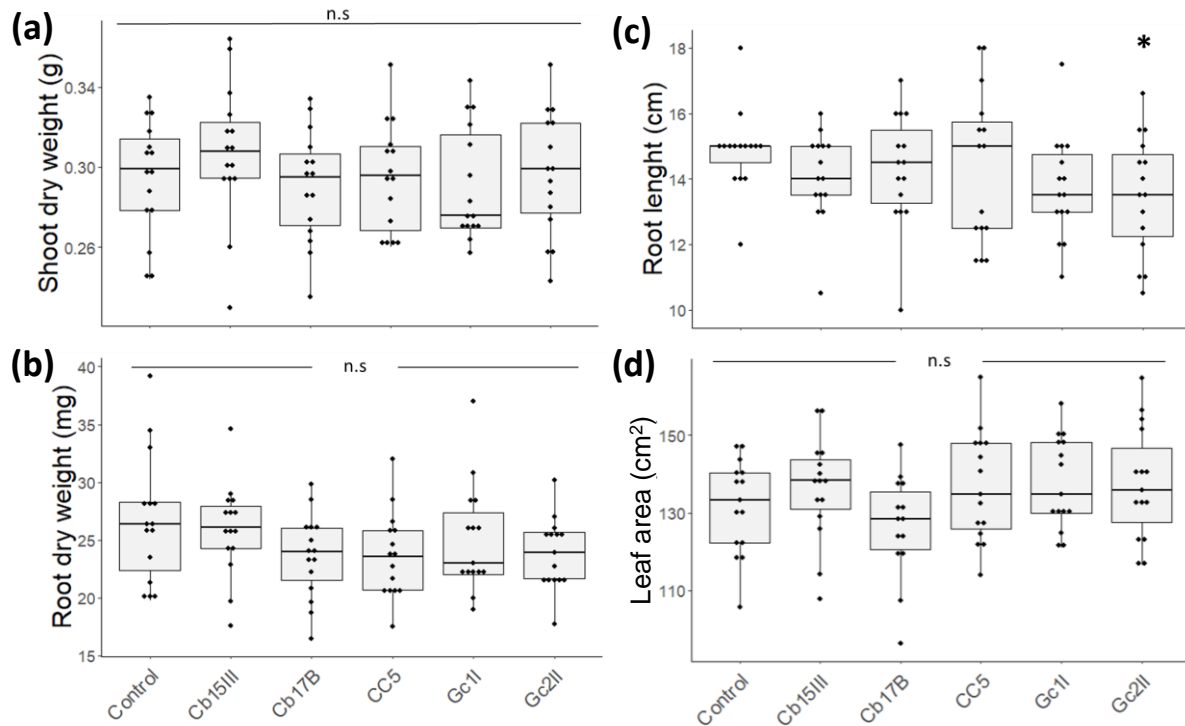 (a)
n.s
Shoot dry weight (g)
0.34
0.30
0.26
(c)
*
Root lenght (cm)
18
16
14
12
10
(b)
n.s
Root dry weight (mg)
40
35
30
25
20
15
Control
Cb15III
Cb17B
CC5
Gc1I
Gc2II
(d)
n.s
Leaf area (cm²)
150
130
110
Control
Cb15III
Cb17B
CC5
Gc1I
Gc2II